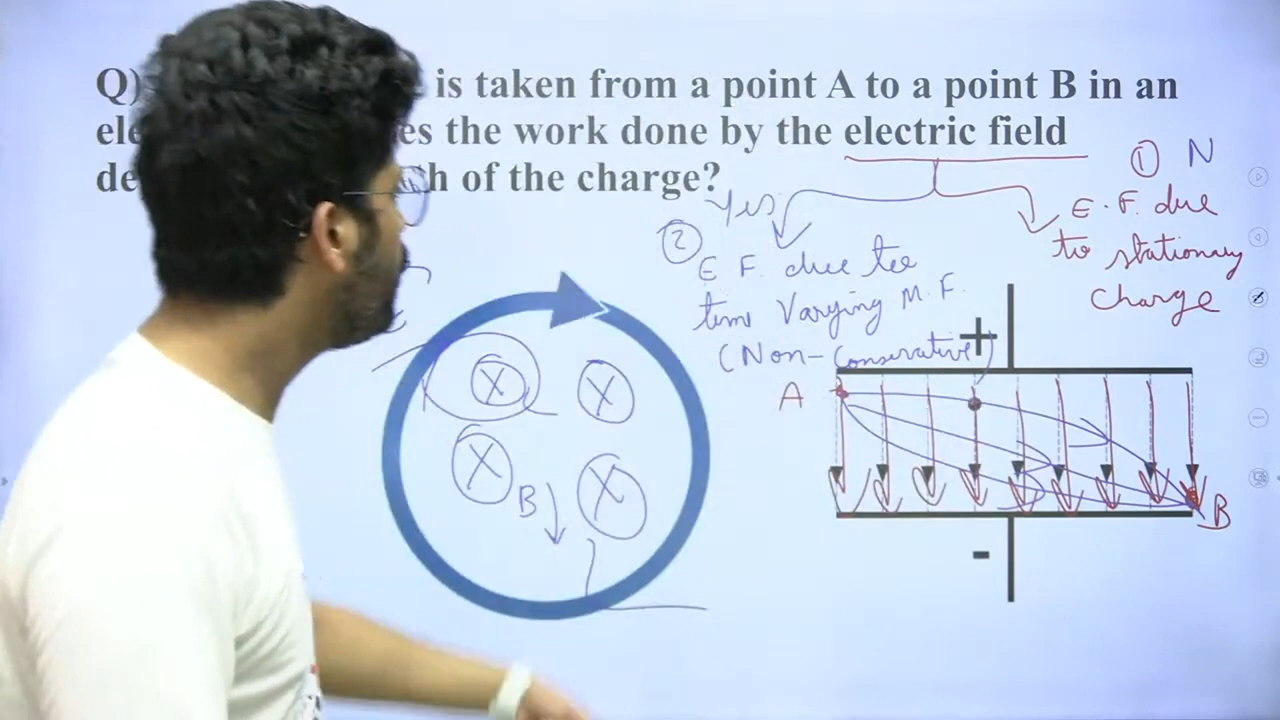 Q) is taken from a point A to a point B in an
ele es the work done by the electric field
de h of the charge?
① N
E.F. due
to stationary
charge
Yes
②
E F. due to
time Varying M.F.
(Non-Conservative)
+
A
B
B
-